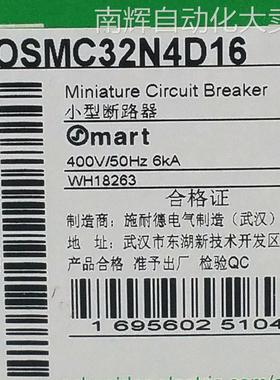 南辉自动化大卖
OSMC32N4D16
Miniature Circuit Breaker
小型断路器
Smart
400V/50Hz 6kA
WH18263
合格证
制造商：施耐德电气制造（武汉）
地 址：武汉市东湖新技术开发区
产品合格 准予出厂 检验QC
1 695602 5104